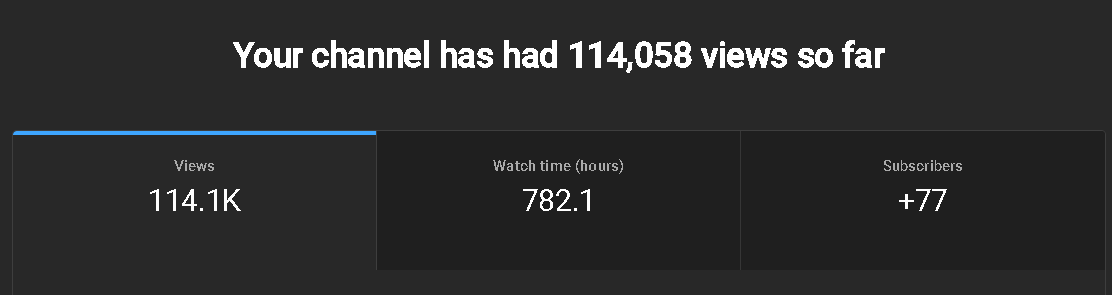 Your channel has had 114,058 views so far
Views
114.1K
Watch time (hours)
782.1
Subscribers
+77